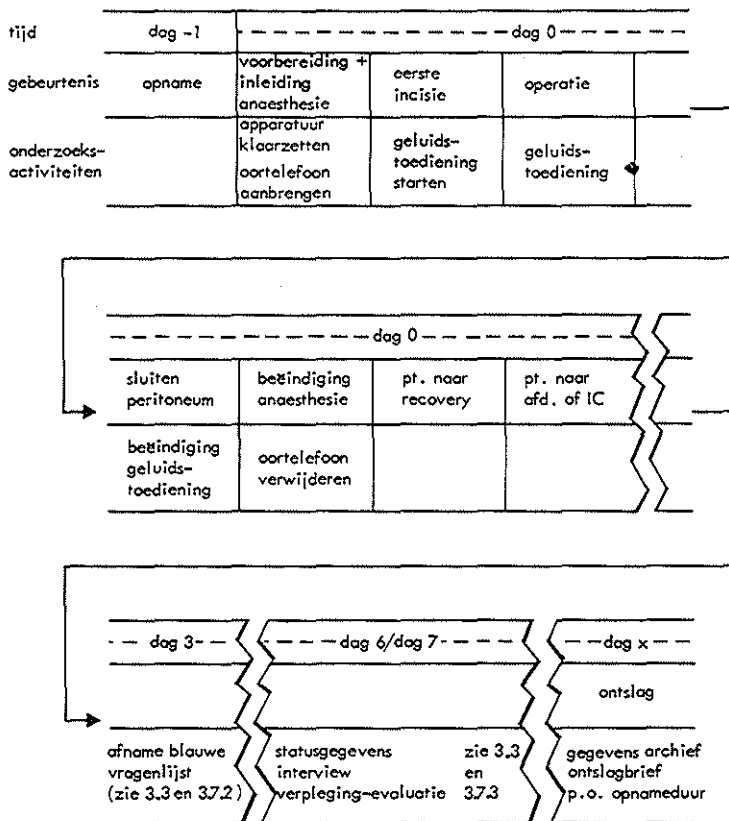 tijd dag -1 dag 0
gebeurtenis opname voorbereiding + inleiding anaesthesie eerste incisie operatie
onderzoeks-activiteiten apparatuur klaarzetten oortelefoon aanbrengen geluids-toediening starten geluids-toediening
dag 0
sluiten peritoneum beëindiging anaesthesie pt. naar recovery pt. naar afd. of IC
beëindiging geluids-toediening oortelefoon verwijderen
dag 3 dag 6/dag 7 dag x
ontslag
afname blauwe vragenlijst (zie 3.3 en 3.7.2) statusgegevens interview verpleging-evaluatie zie 3.3 en 3.7.3 gegevens archief ontslagbrief p.o. opnameduur